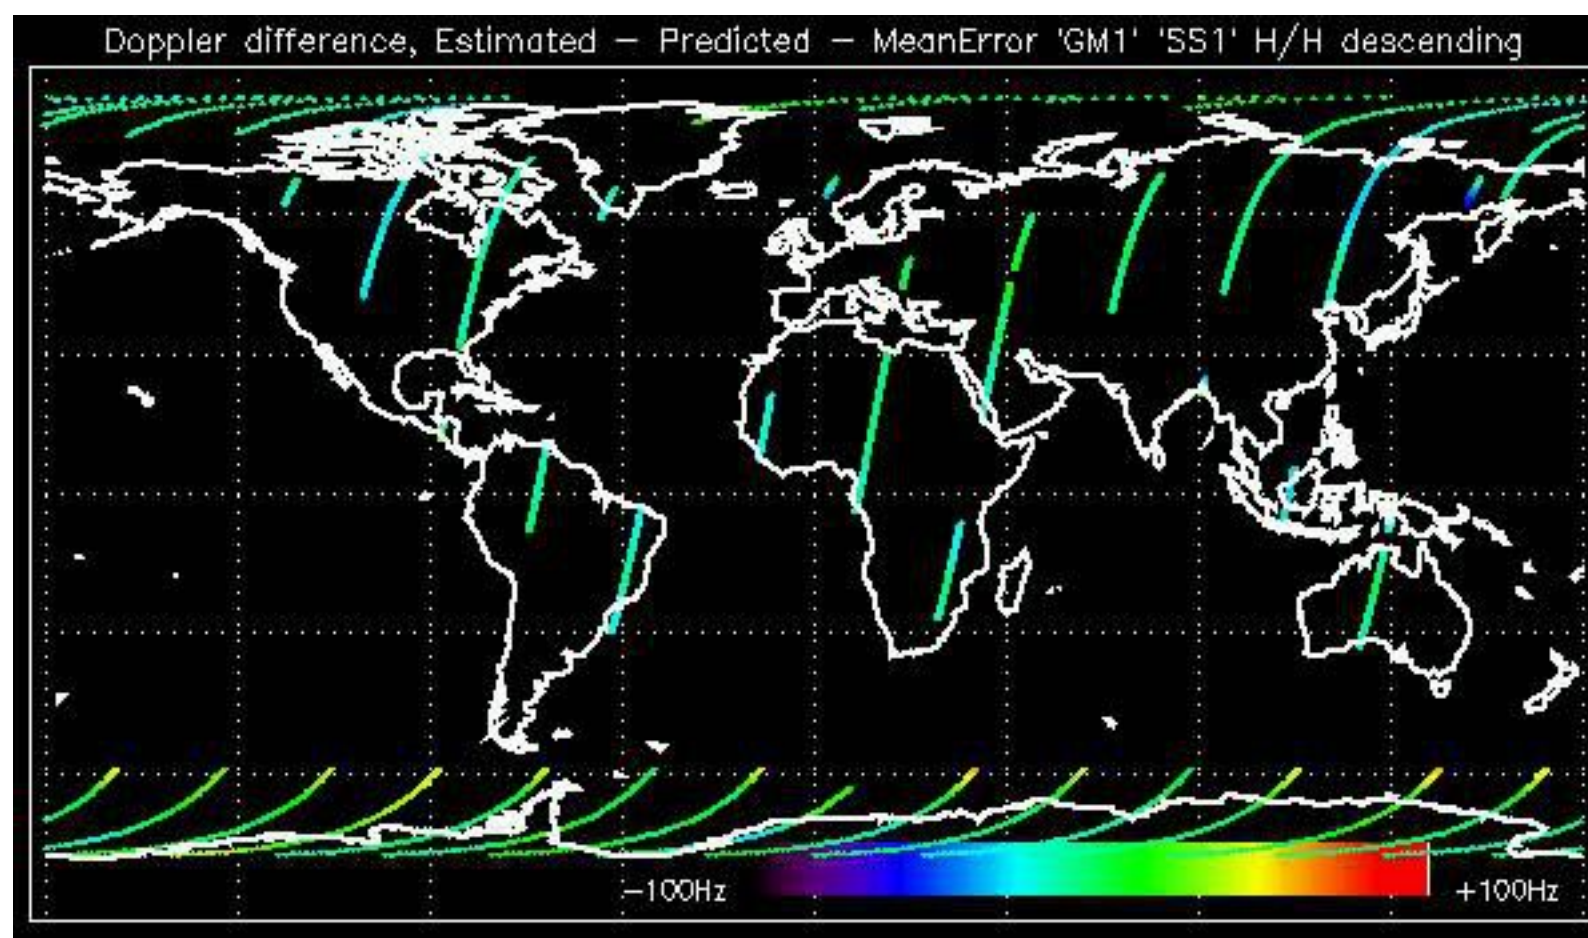 Doppler difference, Estimated − Predicted − MeanError 'GM1' 'SS1' H/H descending
−100Hz +100Hz